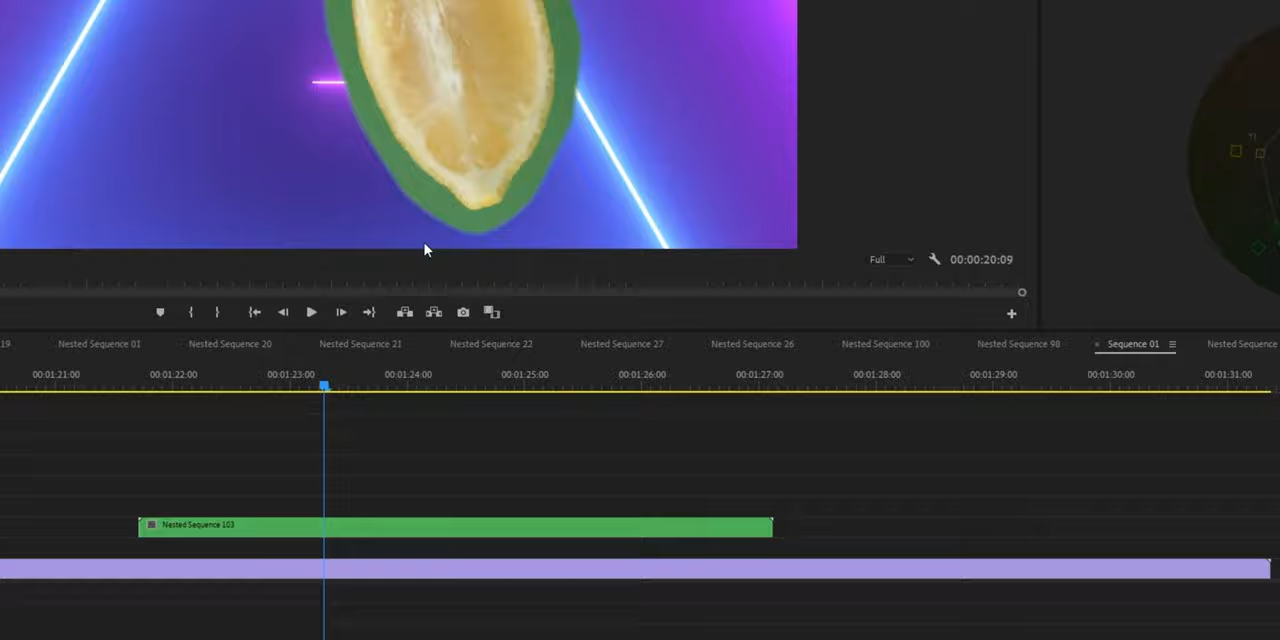 Full 00:00:20:09
19 Nested Sequence 01 Nested Sequence 20 Nested Sequence 21 Nested Sequence 22 Nested Sequence 27 Nested Sequence 26 Nested Sequence 100 Nested Sequence 98 × Sequence 01 ≡ Nested Sequence
00:01:21:00 00:01:22:00 00:01:23:00 00:01:24:00 00:01:25:00 00:01:26:00 00:01:27:00 00:01:28:00 00:01:29:00 00:01:30:00 00:01:31:00
Nested Sequence 103